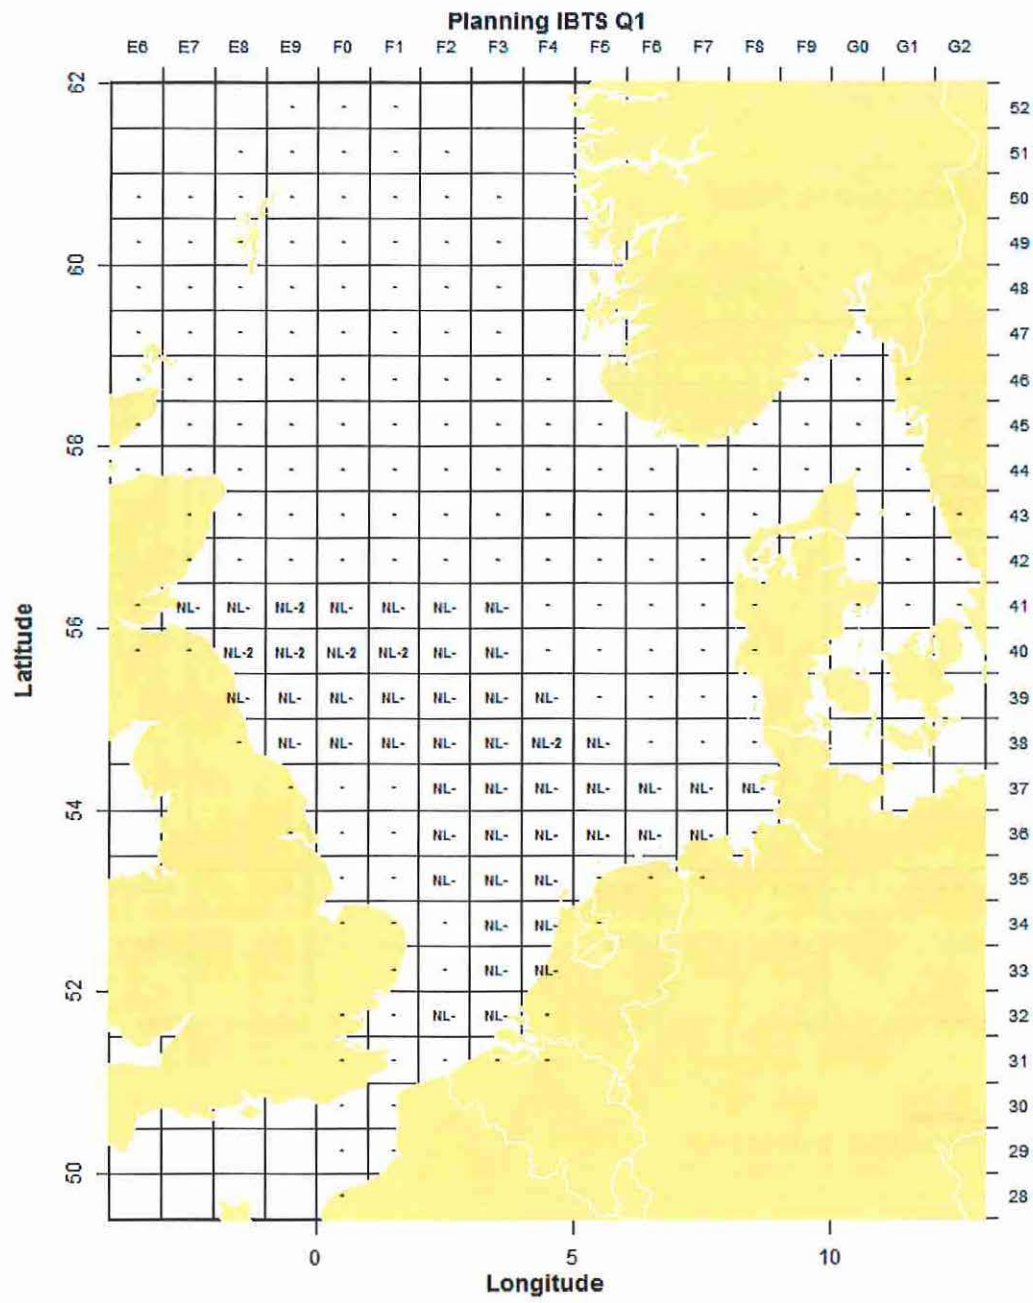 Planning IBTS Q1
E6 E7 E8 E9 F0 F1 F2 F3 F4 F5 F6 F7 F8 F9 G0 G1 G2
62
52
51
50
49
60
48
47
46
45
58
44
43
42
NL- NL- NL-2 NL- NL- NL- NL- 41
56
NL-2 NL-2 NL-2 NL-2 NL- NL- 40
NL- NL- NL- NL- NL- NL- NL- 39
NL- NL- NL- NL- NL- NL-2 NL- 38
NL- NL- NL- NL- NL- NL- NL- 37
54
NL- NL- NL- NL- NL- NL- 36
NL- NL- NL- 35
NL- NL- 34
NL- NL- 33
52
NL- NL- 32
31
30
29
50
28
0 5 10
Longitude
Latitude